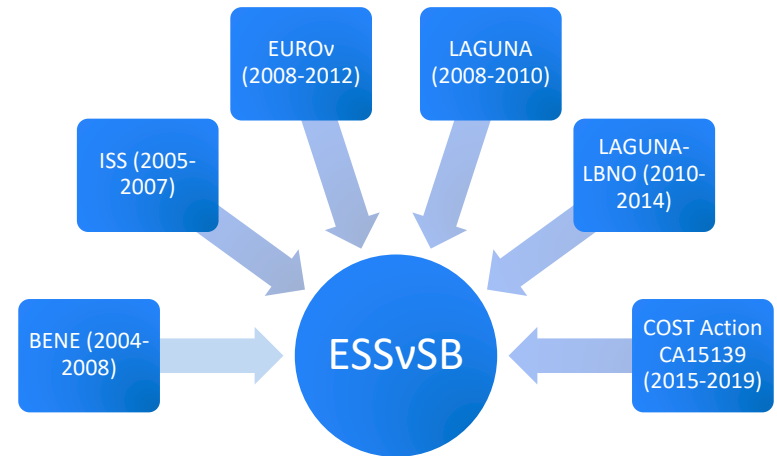 EUROν
(2008-2012)
LAGUNA
(2008-2010)
ISS (2005-
2007)
LAGUNA-
LBNO (2010-
2014)
BENE (2004-
2008)
ESSνSB
COST Action
CA15139
(2015-2019)